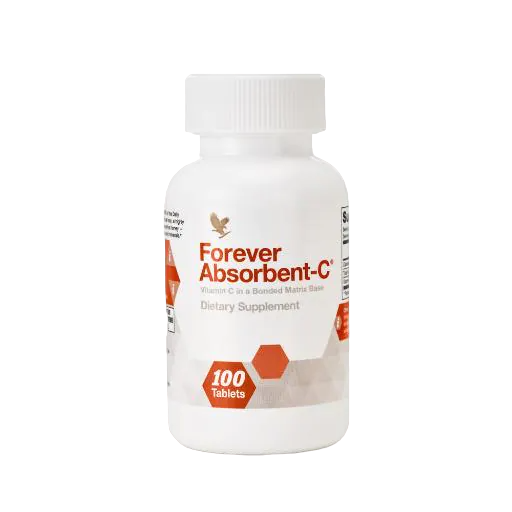 Forever
Absorbent-C®
Vitamin C in a Bonded Matrix Base
Dietary Supplement
100
Tablets